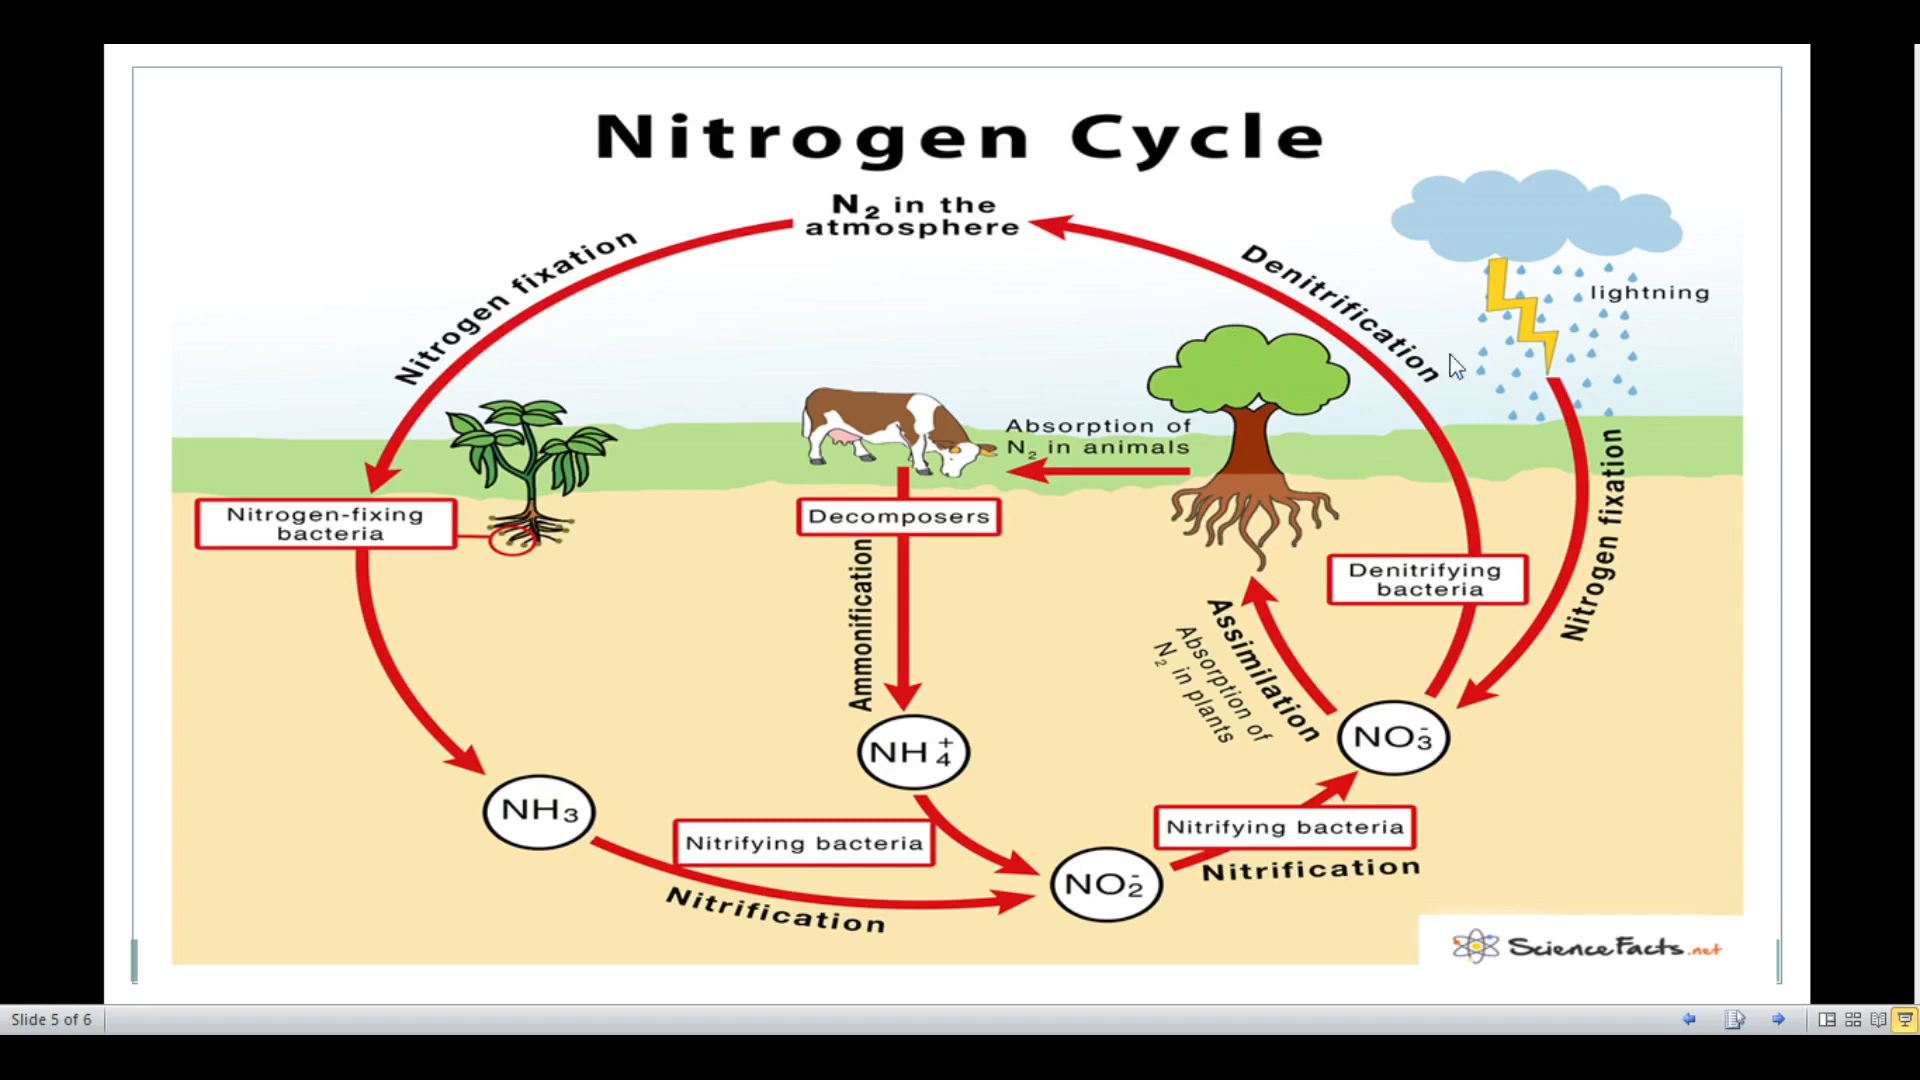 Nitrogen Cycle
N₂ in the
atmosphere
Nitrogen fixation
Denitrification
lightning
Absorption of
N₂ in animals
Nitrogen fixation
Nitrogen-fixing
bacteria
Decomposers
Ammonification
Denitrifying
bacteria
Assimilation
Absorption of
N₂ in plants
NO₃⁻
NH₄⁺
NH₃
Nitrifying bacteria
Nitrification
NO₂⁻
Nitrifying bacteria
Nitrification
ScienceFacts.net
Slide 5 of 6